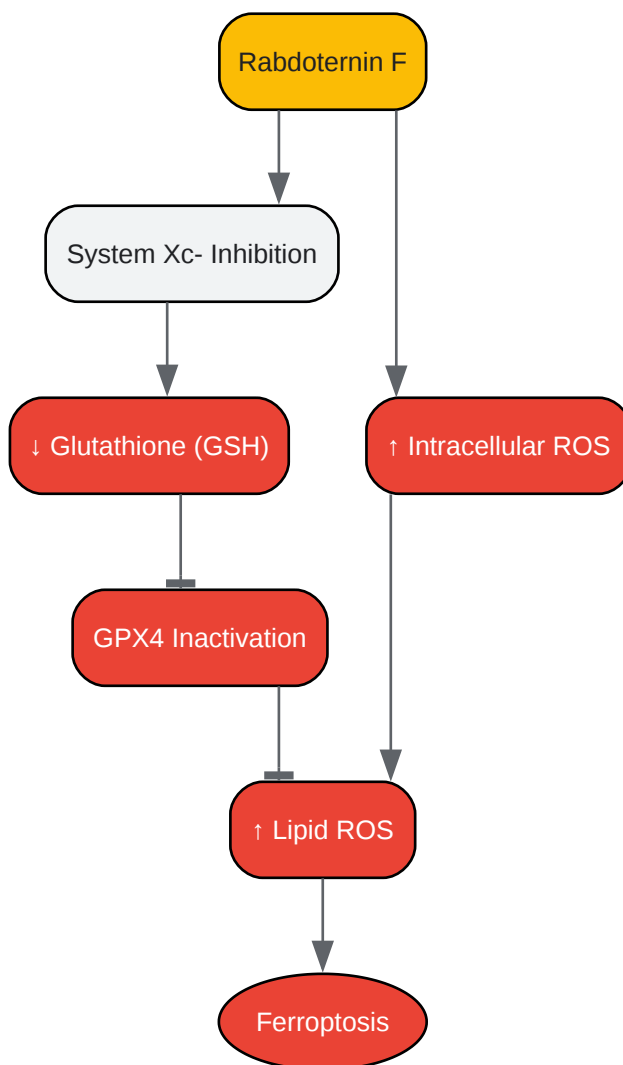 Rabdoternin F
System Xc- Inhibition
↓ Glutathione (GSH)
↑ Intracellular ROS
GPX4 Inactivation
↑ Lipid ROS
Ferroptosis